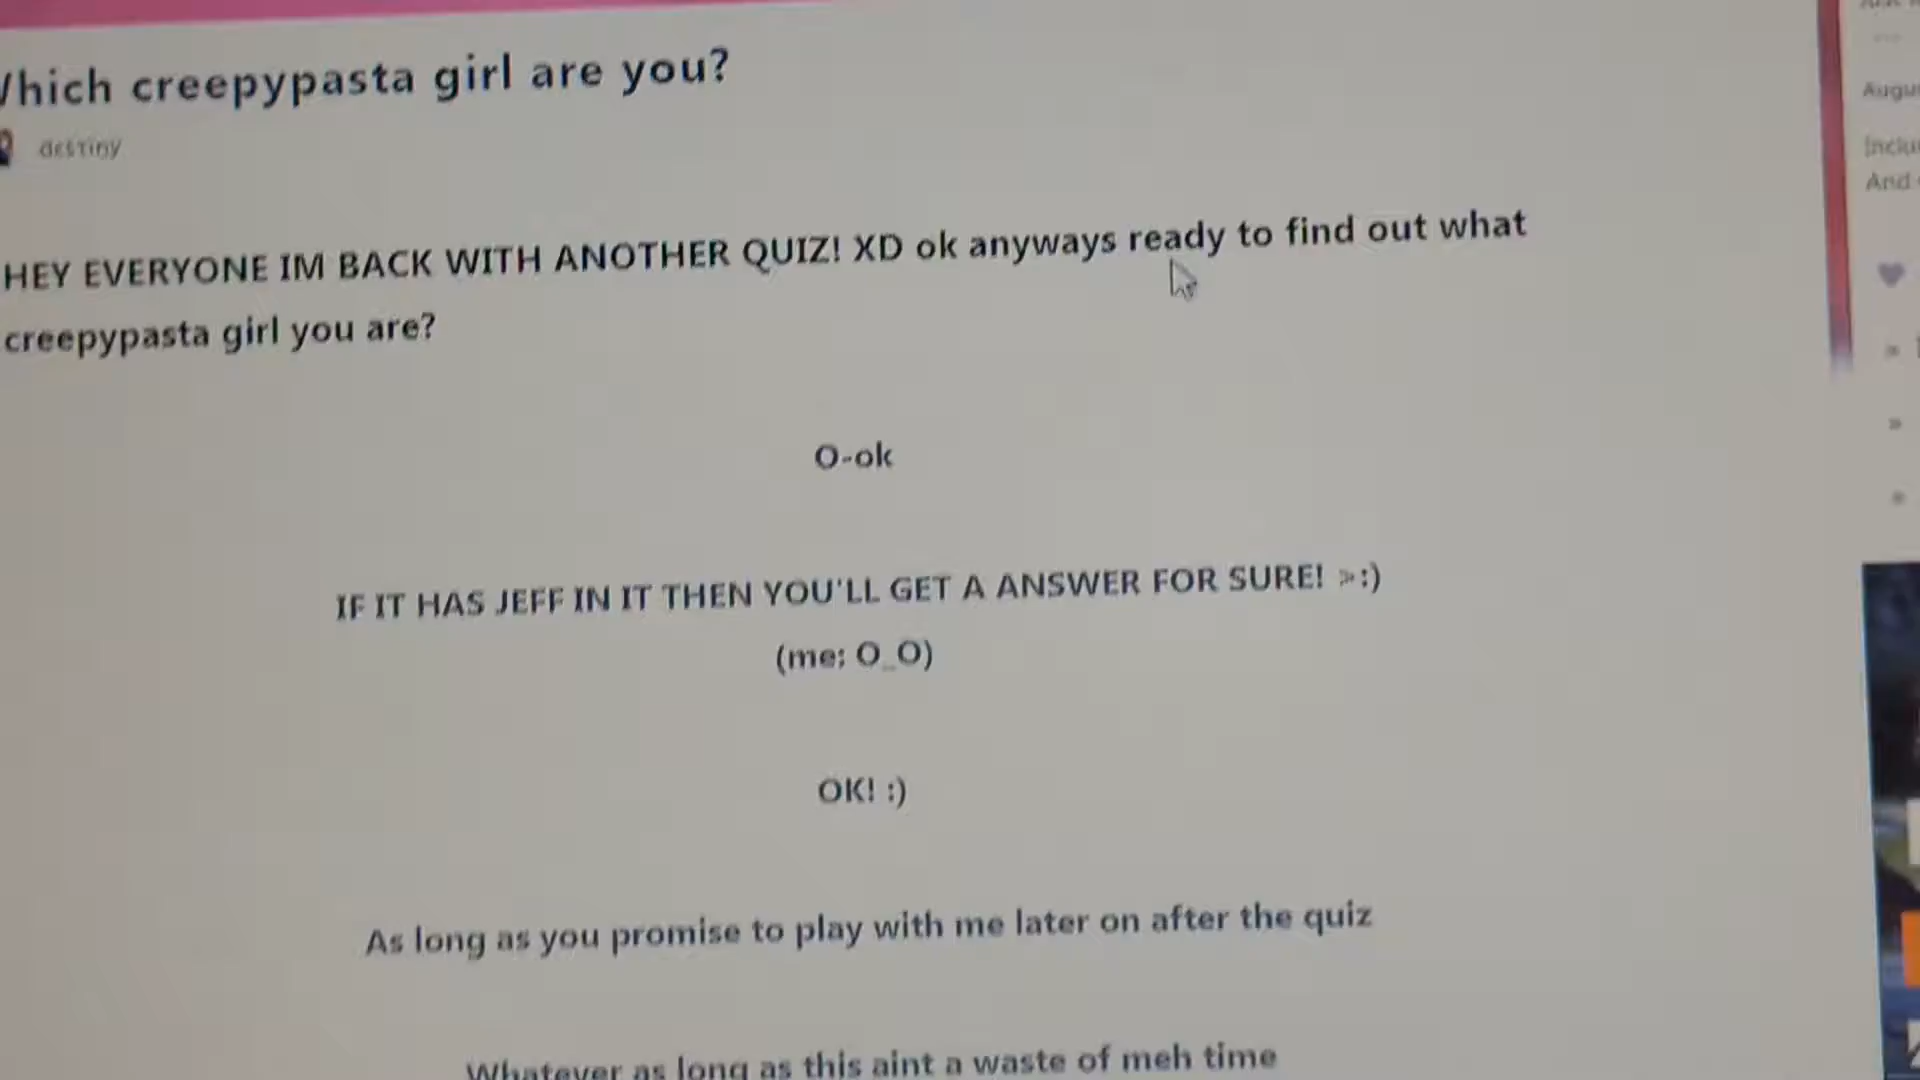 Which creepypasta girl are you?
destiny
HEY EVERYONE IM BACK WITH ANOTHER QUIZ! XD ok anyways ready to find out what
creepypasta girl you are?
O-ok
IF IT HAS JEFF IN IT THEN YOU'LL GET A ANSWER FOR SURE! >:)
(me; O_O)
OK! :)
As long as you promise to play with me later on after the quiz
Whatever as long as this aint a waste of meh time
Augu
Inclu
And